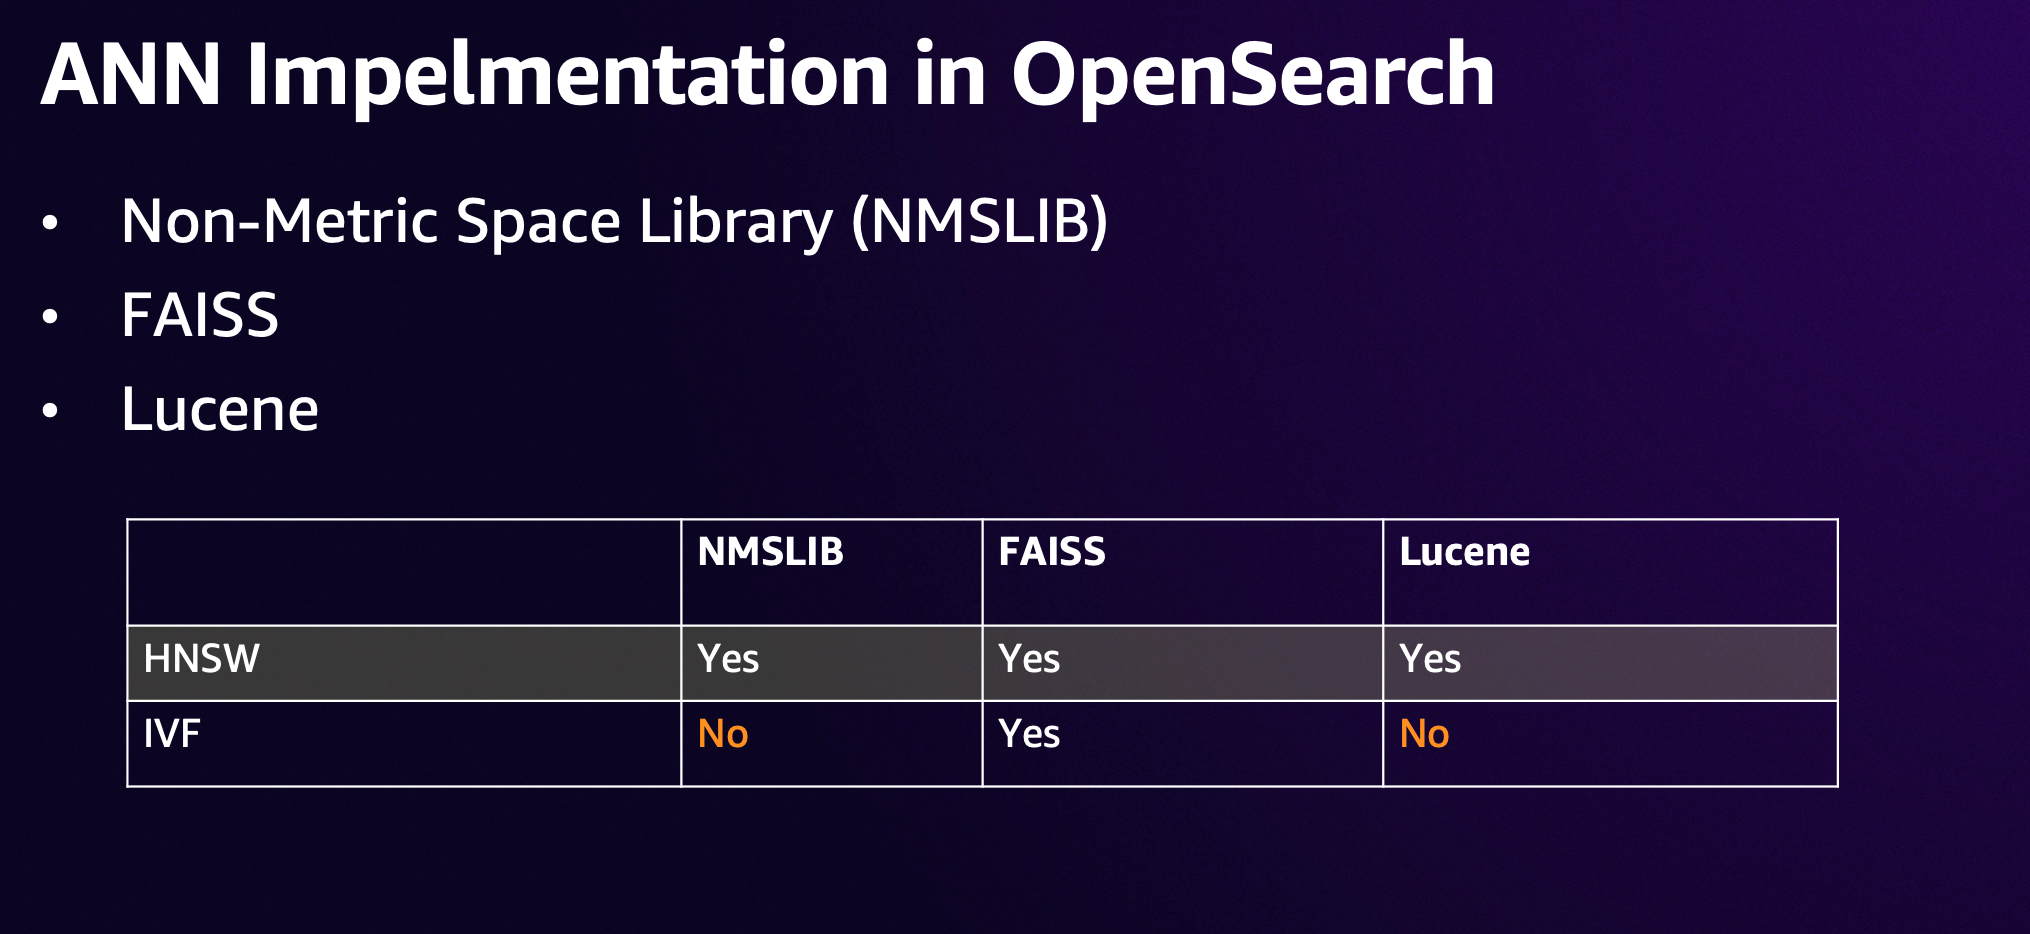 ANN Impelmentation in OpenSearch
• Non-Metric Space Library (NMSLIB)
• FAISS
• Lucene
NMSLIB FAISS Lucene
HNSW Yes Yes Yes
IVF No Yes No